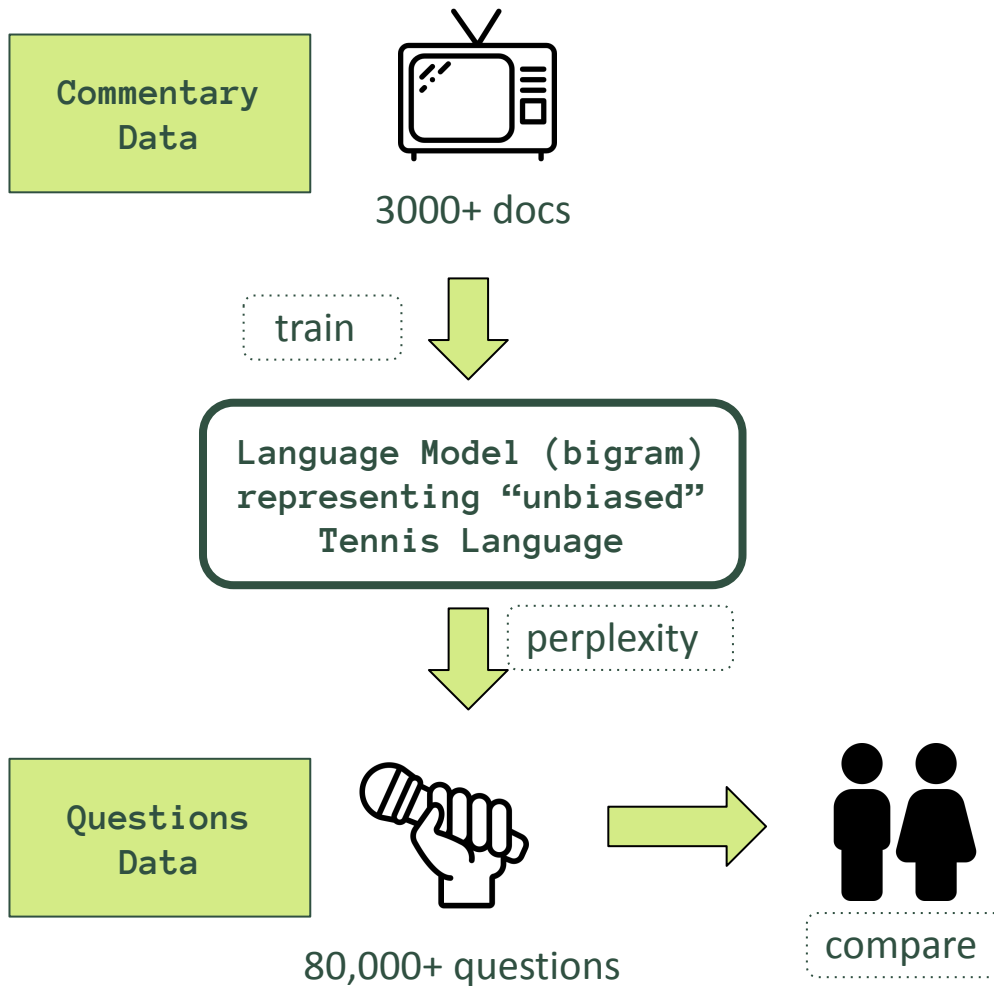 Commentary
Data
3000+ docs
train
Language Model (bigram)
representing “unbiased”
Tennis Language
perplexity
Questions
Data
80,000+ questions
compare